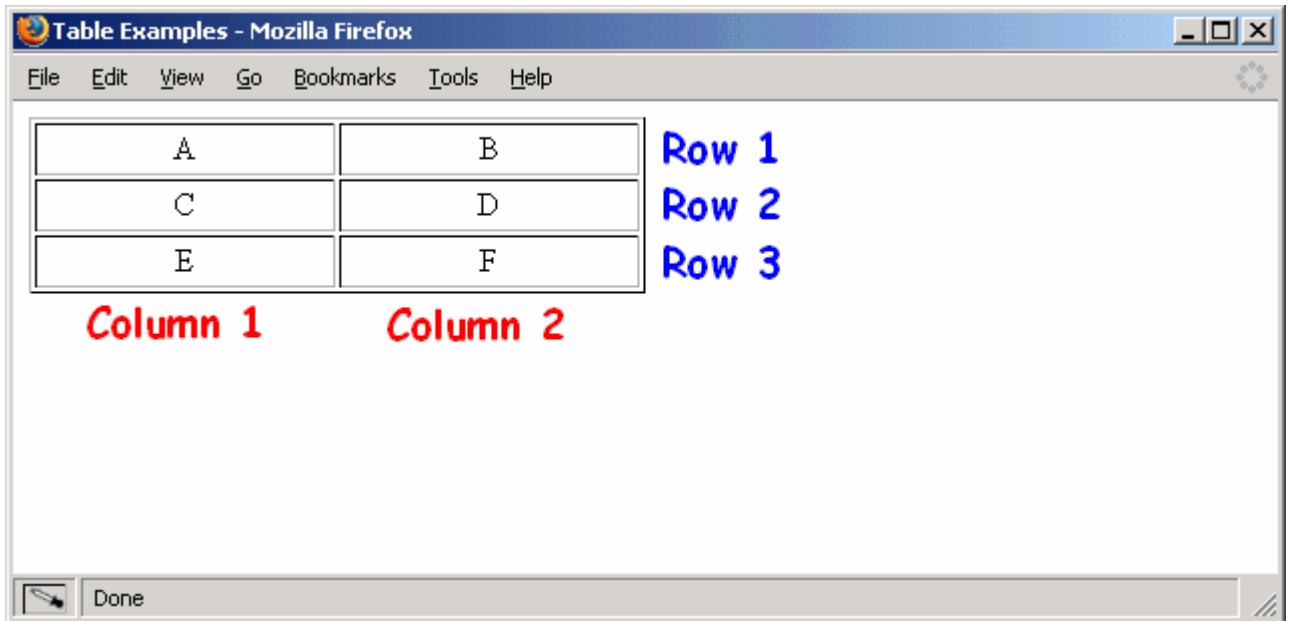 Table Examples - Mozilla Firefox
File Edit View Go Bookmarks Tools Help
A B Row 1
C D Row 2
E F Row 3
Column 1 Column 2
Done